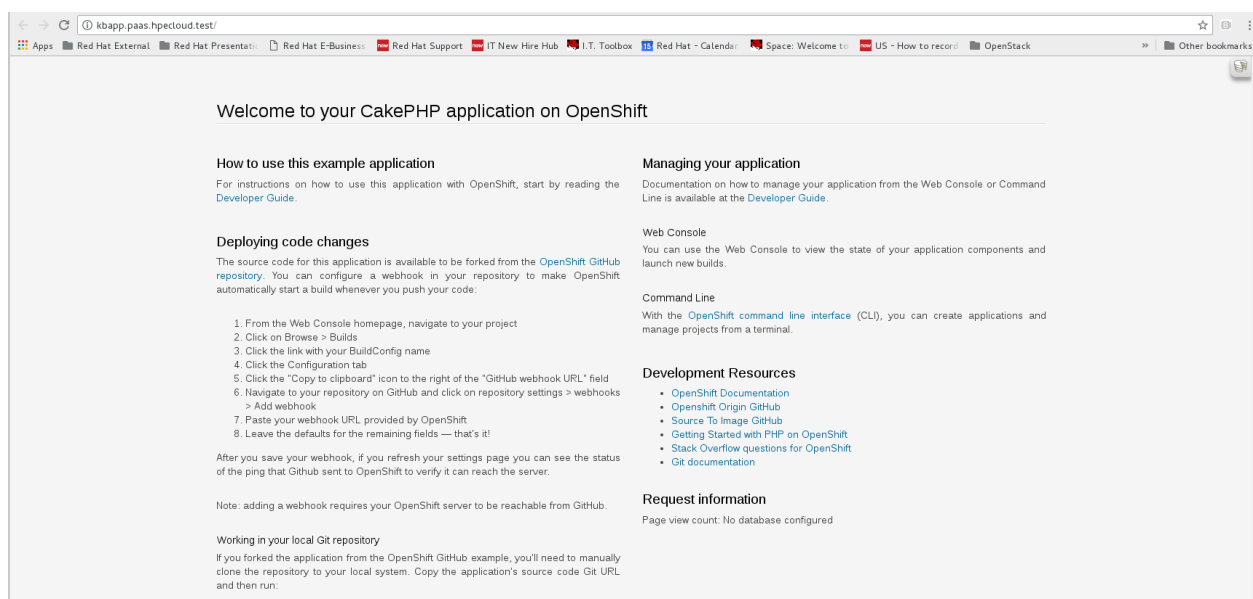 kbapp.paas.hpecloud.test/
Apps Red Hat External Red Hat Presentatio Red Hat E-Business Red Hat Support IT New Hire Hub I.T. Toolbox Red Hat - Calendar Space: Welcome to US - How to record OpenStack » Other bookmarks
Welcome to your CakePHP application on OpenShift
How to use this example application
For instructions on how to use this application with OpenShift, start by reading the
Developer Guide.
Deploying code changes
The source code for this application is available to be forked from the OpenShift GitHub
repository. You can configure a webhook in your repository to make OpenShift
automatically start a build whenever you push your code:
1. From the Web Console homepage, navigate to your project
2. Click on Browse > Builds
3. Click the link with your BuildConfig name
4. Click the Configuration tab
5. Click the "Copy to clipboard" icon to the right of the "GitHub webhook URL" field
6. Navigate to your repository on GitHub and click on repository settings > webhooks
> Add webhook
7. Paste your webhook URL provided by OpenShift
8. Leave the defaults for the remaining fields — that's it!
After you save your webhook, if you refresh your settings page you can see the status
of the ping that Github sent to OpenShift to verify it can reach the server.
Note: adding a webhook requires your OpenShift server to be reachable from GitHub.
Working in your local Git repository
If you forked the application from the OpenShift GitHub example, you'll need to manually
clone the repository to your local system. Copy the application's source code Git URL
and then run:
Managing your application
Documentation on how to manage your application from the Web Console or Command
Line is available at the Developer Guide.
Web Console
You can use the Web Console to view the state of your application components and
launch new builds.
Command Line
With the OpenShift command line interface (CLI), you can create applications and
manage projects from a terminal.
Development Resources
• OpenShift Documentation
• Openshift Origin GitHub
• Source To Image GitHub
• Getting Started with PHP on OpenShift
• Stack Overflow questions for OpenShift
• Git documentation
Request information
Page view count: No database configured